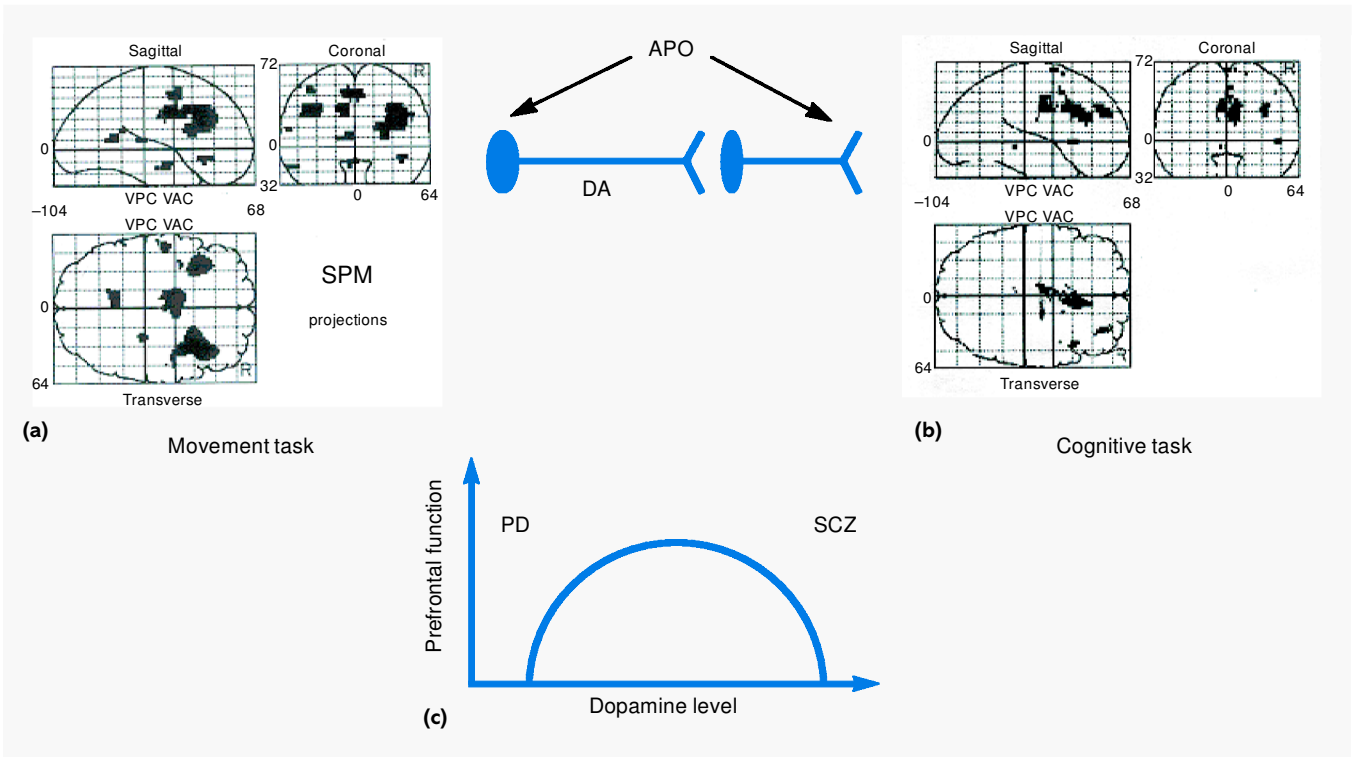 Sagittal
Coronal
72
R
0
0
32
VPC VAC
0
64
–104
68
VPC VAC
0
SPM
projections
R
64
Transverse
(a)
Movement task
APO
DA
Sagittal
Coronal
72
R
0
0
32
VPC VAC
0
64
–104
68
VPC VAC
0
R
64
Transverse
(b)
Cognitive task
Prefrontal function
PD
SCZ
Dopamine level
(c)